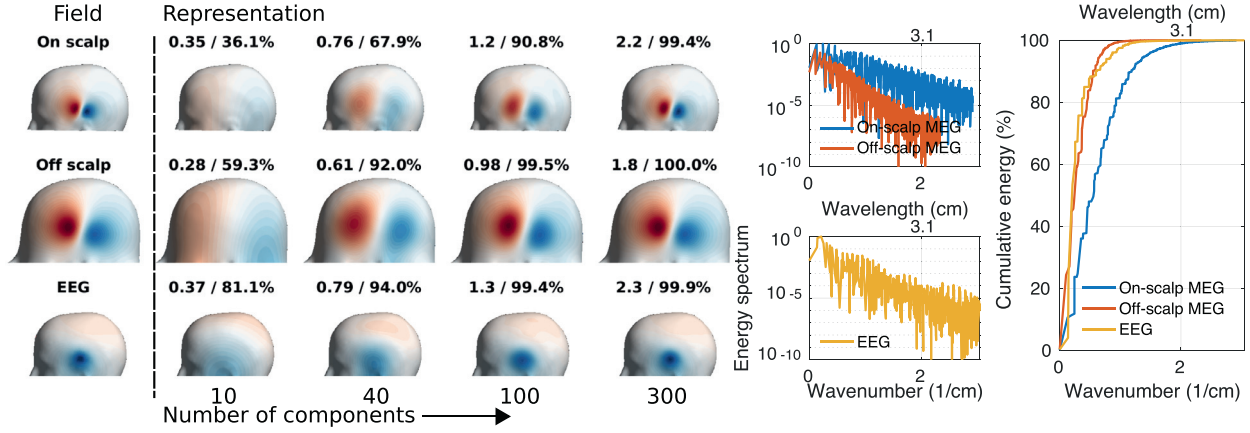 Field
Representation
On scalp
0.35 / 36.1%
0.76 / 67.9%
1.2 / 90.8%
2.2 / 99.4%
Off scalp
0.28 / 59.3%
0.61 / 92.0%
0.98 / 99.5%
1.8 / 100.0%
EEG
0.37 / 81.1%
0.79 / 94.0%
1.3 / 99.4%
2.3 / 99.9%
10
40
100
300
Number of components
3.1
10 0
10 -5
10 -10
On-scalp MEG
Off-scalp MEG
0
2
Wavelength (cm)
3.1
Energy spectrum
10 0
10 -5
10 -10
EEG
0
2
Wavenumber (1/cm)
Wavelength (cm)
3.1
Cumulative energy (%)
100
80
60
40
20
0
On-scalp MEG
Off-scalp MEG
EEG
0
2
Wavenumber (1/cm)